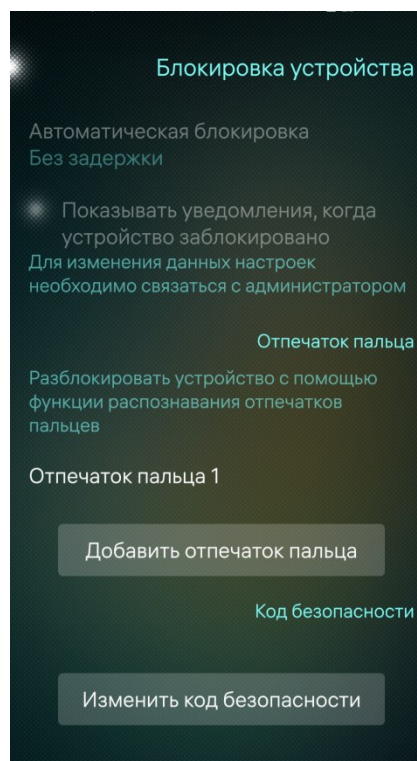 Блокировка устройства
Автоматическая блокировка
Без задержки
Показывать уведомления, когда
устройство заблокировано
Для изменения данных настроек
необходимо связаться с администратором
Отпечаток пальца
Разблокировать устройство с помощью
функции распознавания отпечатков
пальцев
Отпечаток пальца 1
Добавить отпечаток пальца
Код безопасности
Изменить код безопасности